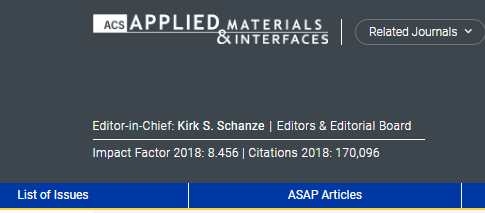 ACS APPLIED MATERIALS
& INTERFACES
Related Journals
Editor-in-Chief: Kirk S. Schanze | Editors & Editorial Board
Impact Factor 2018: 8.456 | Citations 2018: 170,096
List of Issues
ASAP Articles